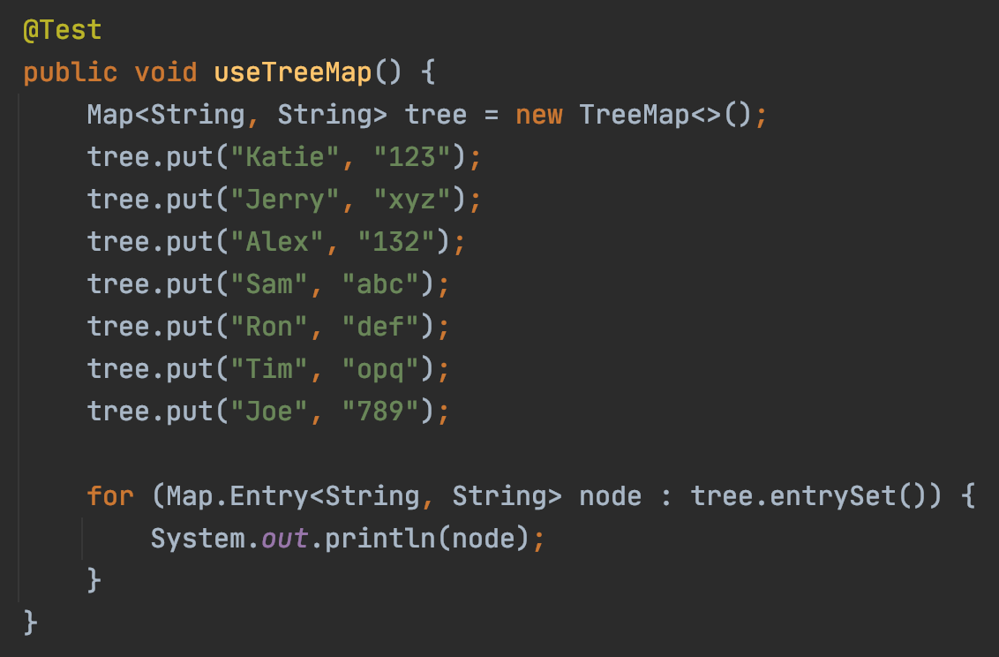 @Test
public void useTreeMap() {
    Map<String, String> tree = new TreeMap<>();
    tree.put("Katie", "123");
    tree.put("Jerry", "xyz");
    tree.put("Alex", "132");
    tree.put("Sam", "abc");
    tree.put("Ron", "def");
    tree.put("Tim", "opq");
    tree.put("Joe", "789");

    for (Map.Entry<String, String> node : tree.entrySet()) {
        System.out.println(node);
    }
}